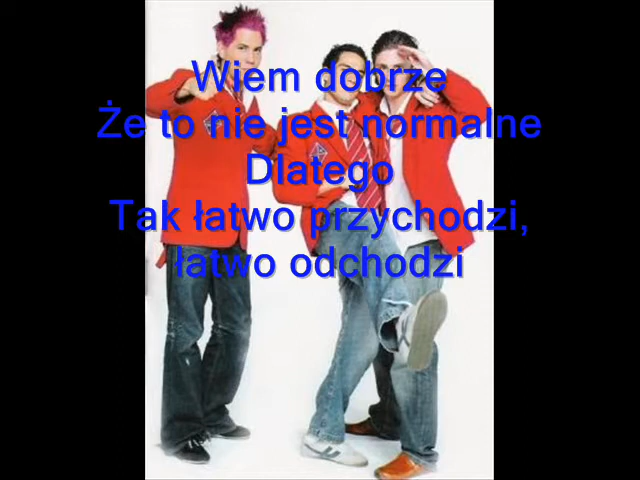 Wiem dobrze
Że to nie jest normalne
Dlatego
Tak łatwo przychodzi,
łatwo odchodzi